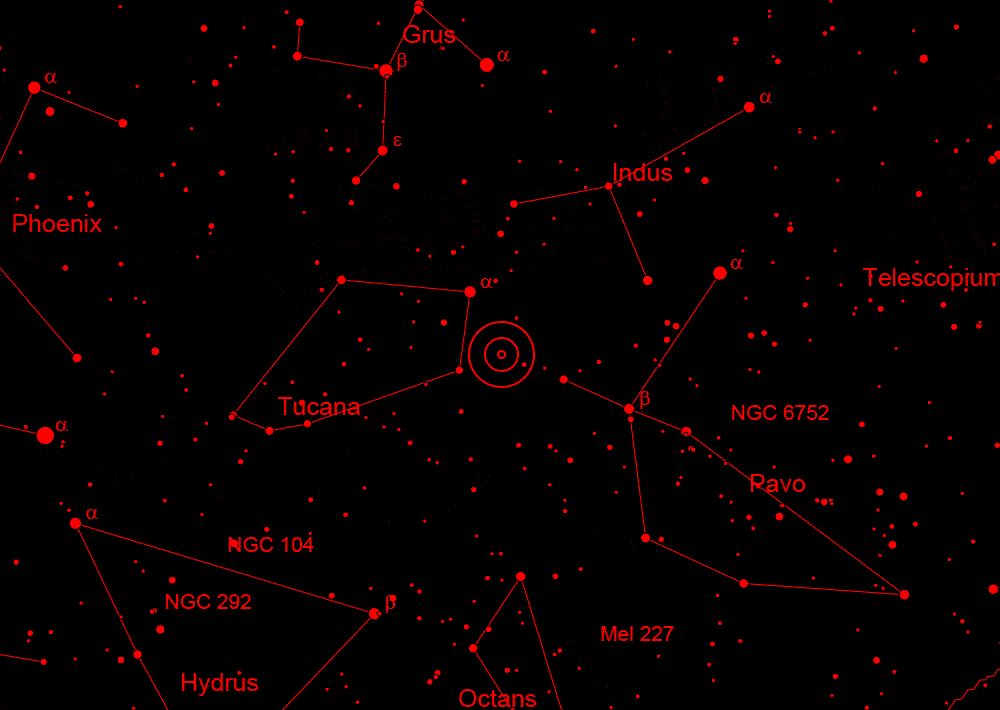 Grus
α
β
α
α
ε
Indus
Phoenix
α
Telescopium
α
β
Tucana
NGC 6752
α
Pavo
α
NGC 104
NGC 292
β
Mel 227
Hydrus
Octans